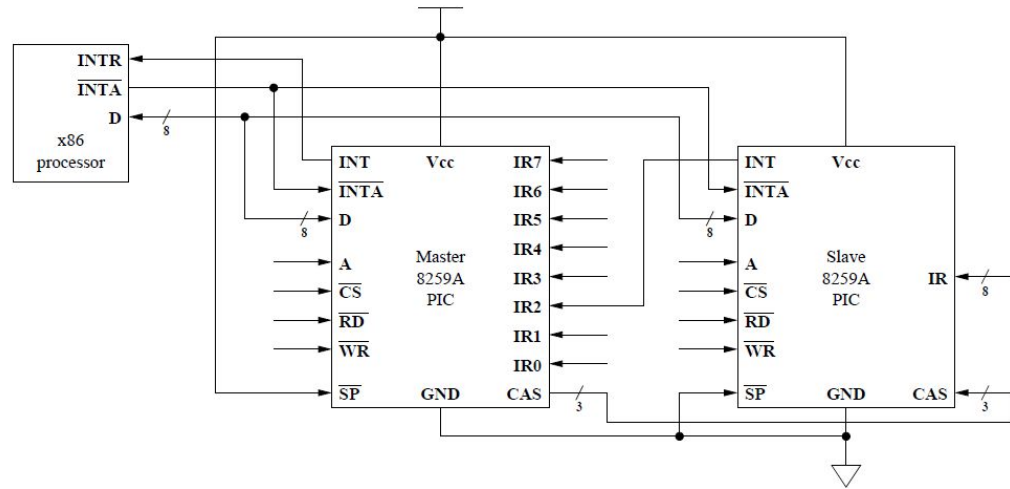 INTR
INTA
D
8
x86
processor
INT
Vcc
IR7
INTA
IR6
D
8
IR5
IR4
A
Master
8259A
PIC
IR3
CS
IR2
RD
IR1
WR
IR0
SP
GND
CAS
3
INT
Vcc
INTA
D
8
A
Slave
8259A
PIC
IR
8
CS
RD
WR
SP
GND
CAS
3